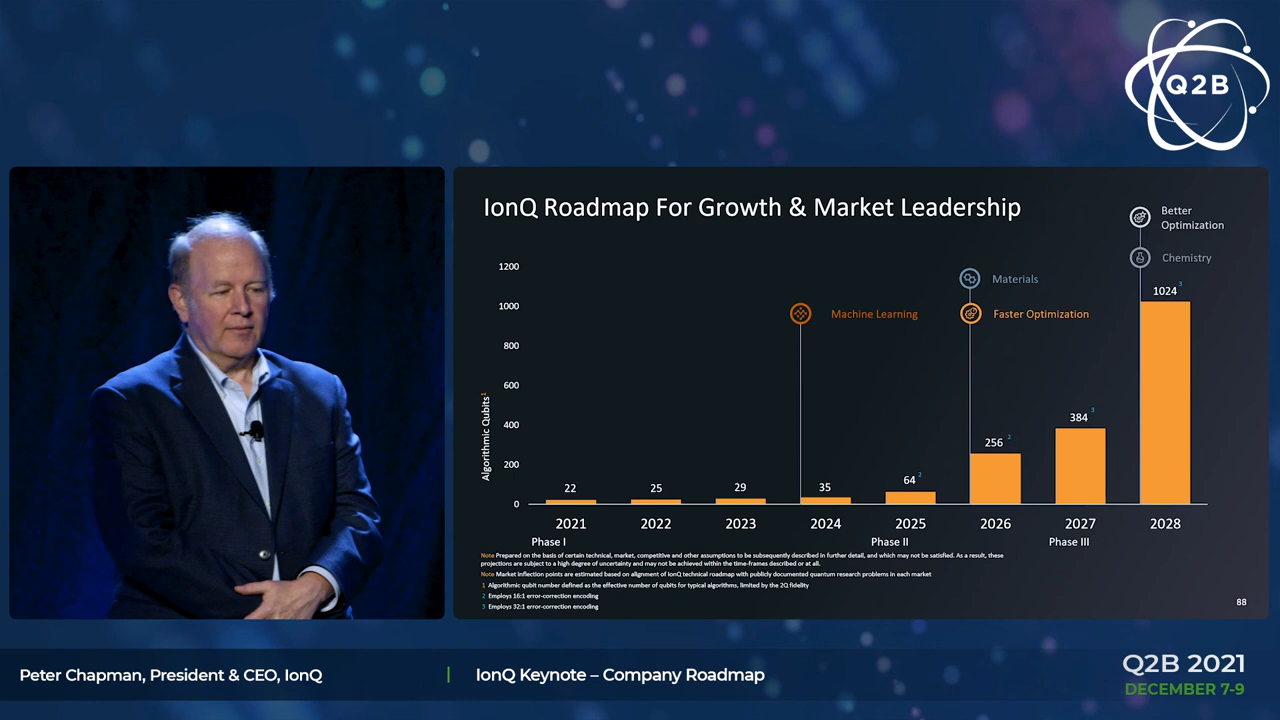 Q2B
IonQ Roadmap For Growth & Market Leadership
Better
Optimization
Chemistry
Materials
Machine Learning
Faster Optimization
Algorithmic Qubits1
1200
1000
800
600
400
200
0
22
25
29
35
64 2
256 2
384 3
1024 3
2021 2022 2023 2024 2025 2026 2027 2028
Phase I Phase II Phase III
Note Prepared on the basis of certain technical, market, competitive and other assumptions to be subsequently described in further detail, and which may not be satisfied. As a result, these
projections are subject to a high degree of uncertainty and may not be achieved within the time-frames described or at all.
Note Market inflection points are estimated based on alignment of IonQ technical roadmap with publicly documented quantum research problems in each market
1 Algorithmic qubit number defined as the effective number of qubits for typical algorithms, limited by the 2Q fidelity
2 Employs 16:1 error-correction encoding
3 Employs 32:1 error-correction encoding
88
Peter Chapman, President & CEO, IonQ
IonQ Keynote – Company Roadmap
Q2B 2021
DECEMBER 7-9